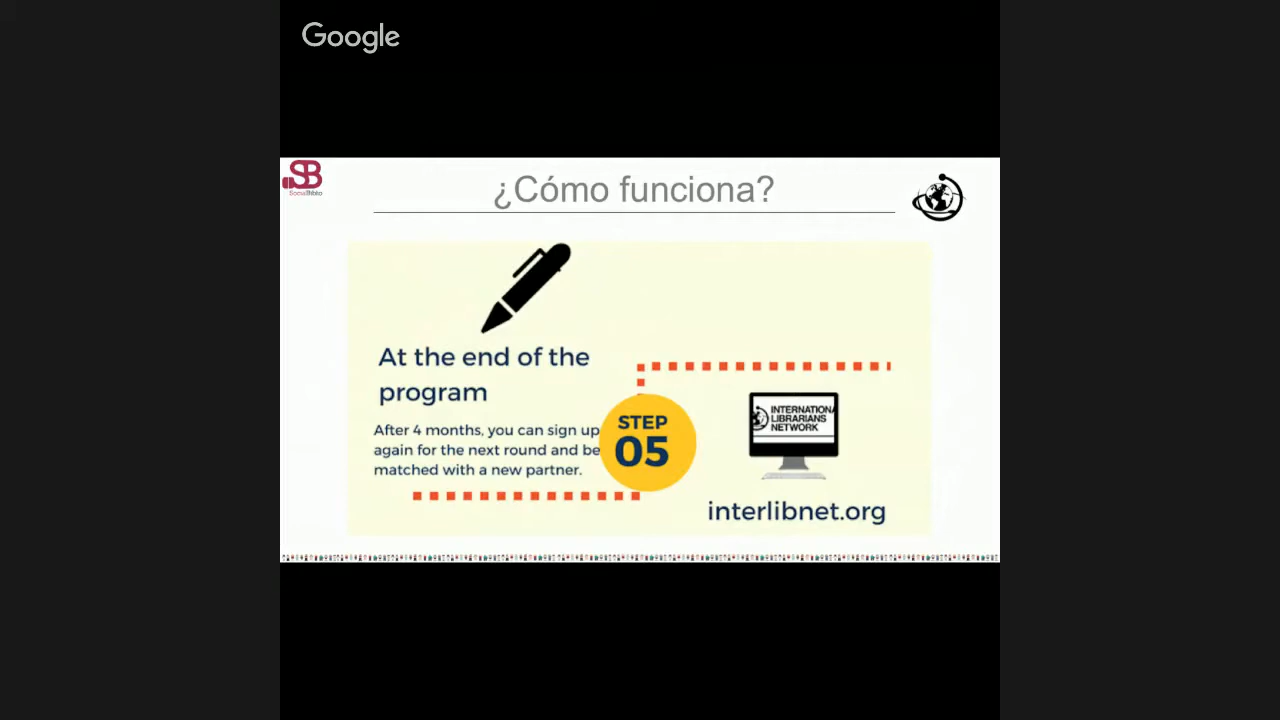 Google
SB
SocialBiblio
¿Cómo funciona?
At the end of the
program
After 4 months, you can sign up
again for the next round and be
matched with a new partner.
STEP
05
INTERNATIONA
LIBRARIANS
NETWORK
interlibnet.org